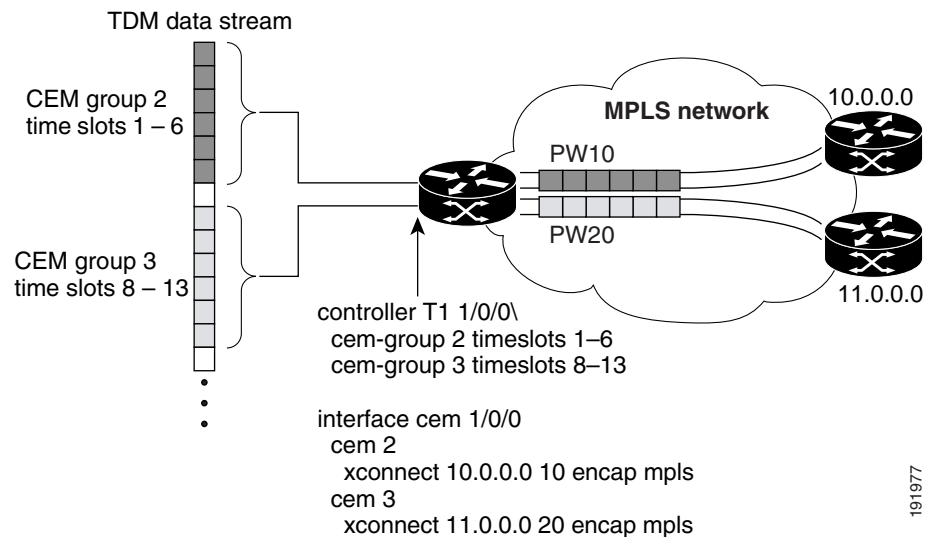 TDM data stream
CEM group 2
time slots 1 – 6
CEM group 3
time slots 8 – 13
MPLS network
10.0.0.0
PW10
PW20
11.0.0.0
controller T1 1/0/0\
cem-group 2 timeslots 1–6
cem-group 3 timeslots 8–13
interface cem 1/0/0
cem 2
xconnect 10.0.0.0 10 encap mpls
cem 3
xconnect 11.0.0.0 20 encap mpls
191977